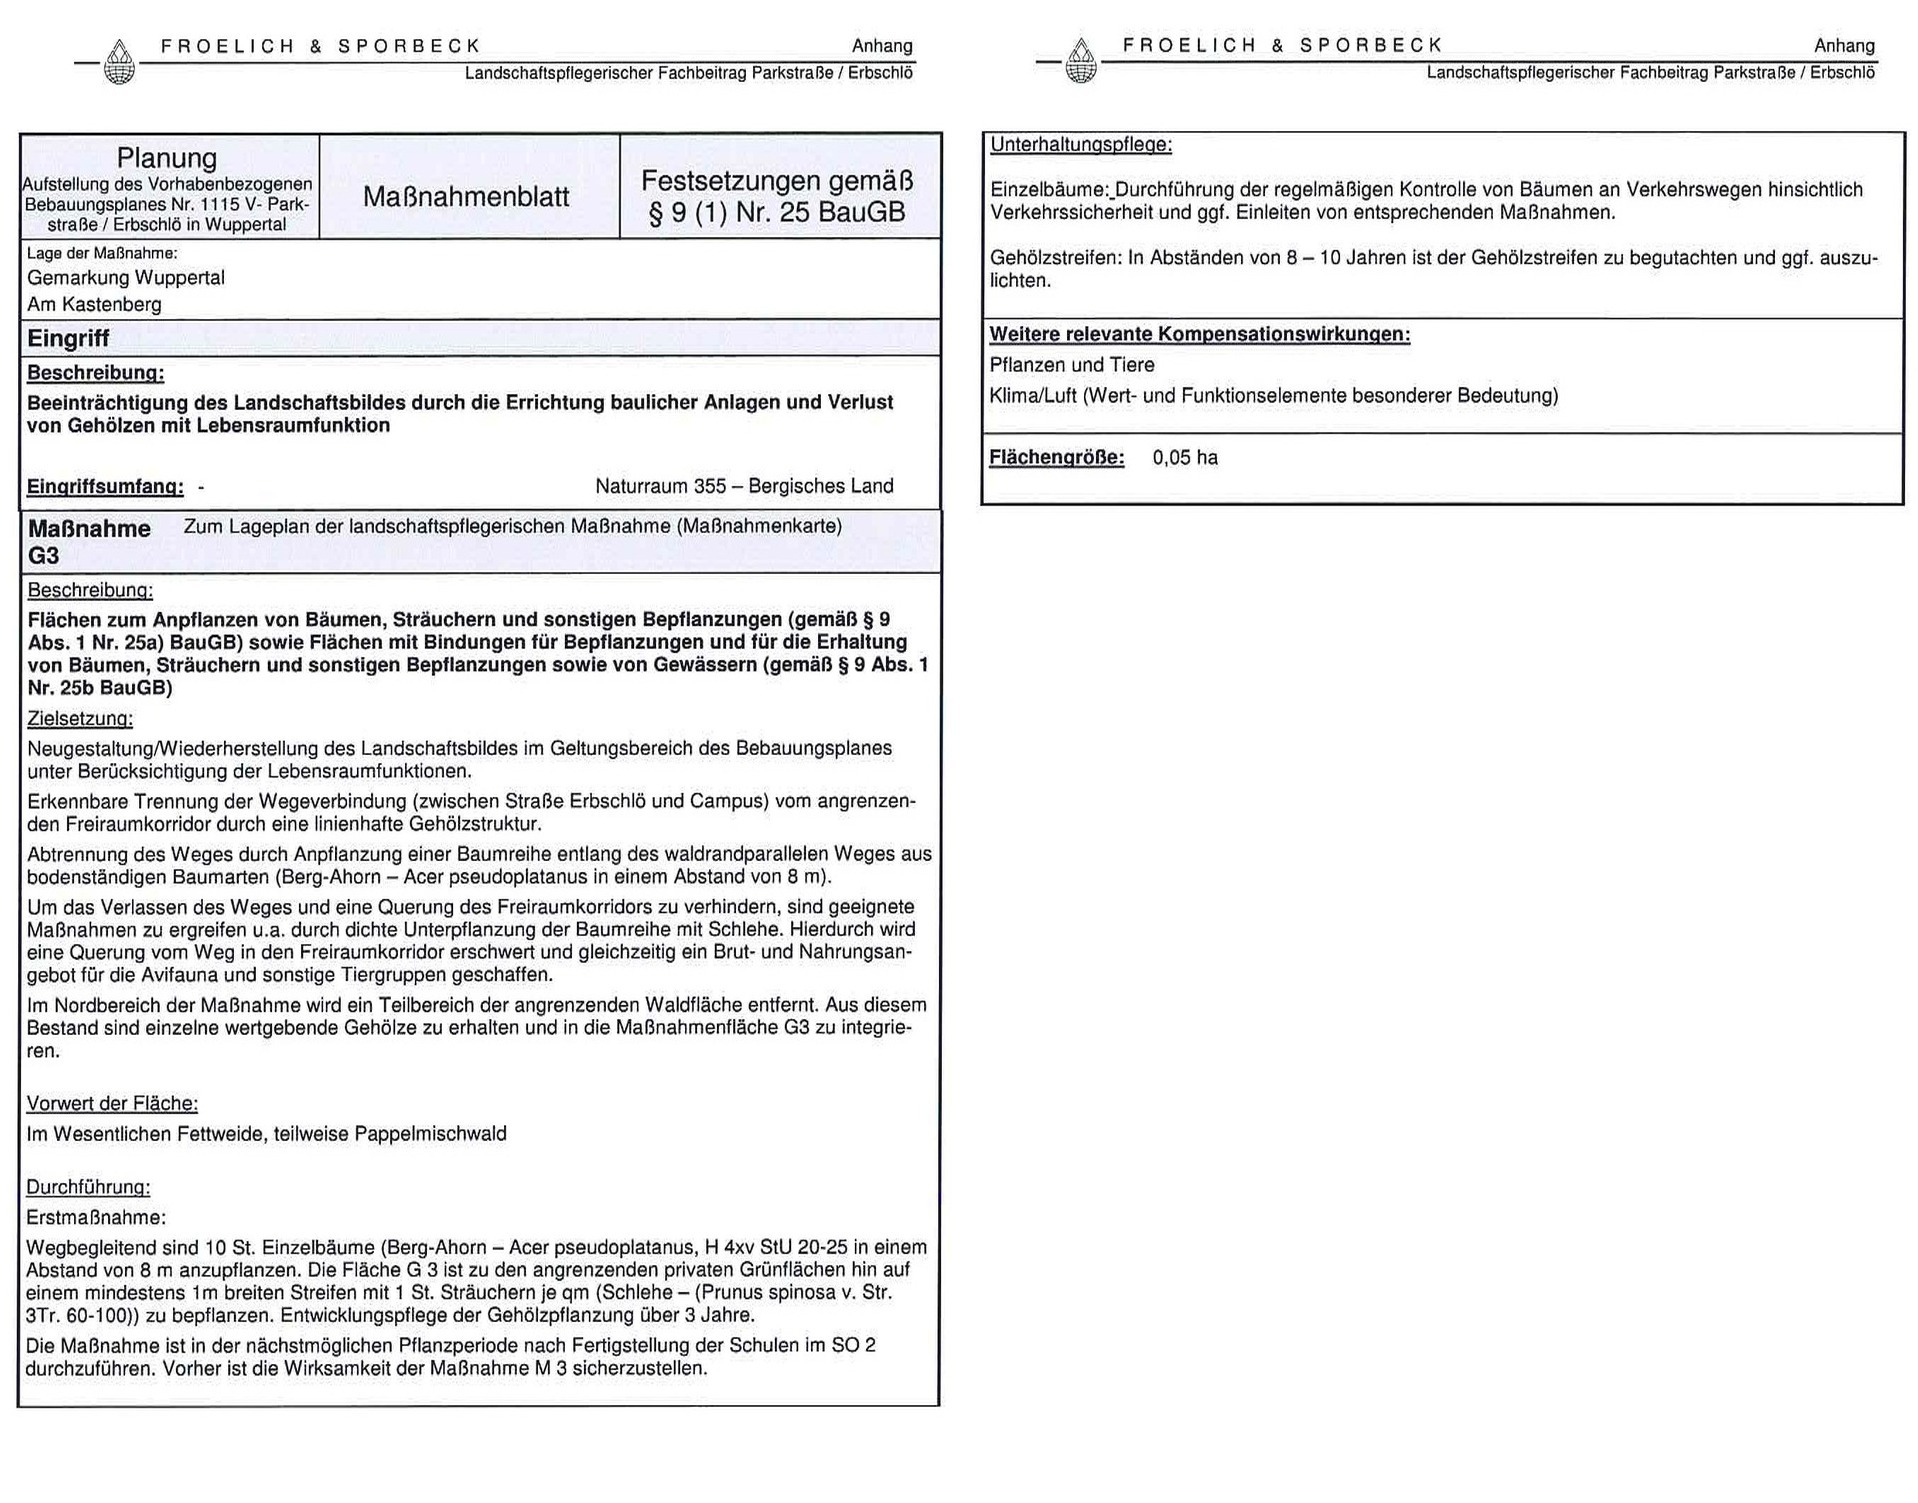 FROELICH & SPORBECK
Anhang
Landschaftspflegerischer Fachbeitrag Parkstraße / Erbschlö
Planung
Aufstellung des Vorhabenbezogenen
Bebauungsplanes Nr. 1115 V- Park-
straße / Erbschlö in Wuppertal
Maßnahmenblatt
Festsetzungen gemäß
§ 9 (1) Nr. 25 BauGB
Lage der Maßnahme:
Gemarkung Wuppertal
Am Kastenberg
Eingriff
Beschreibung:
Beeinträchtigung des Landschaftsbildes durch die Errichtung baulicher Anlagen und Verlust
von Gehölzen mit Lebensraumfunktion
Eingriffsumfang: - Naturraum 355 – Bergisches Land
Maßnahme Zum Lageplan der landschaftspflegerischen Maßnahme (Maßnahmenkarte)
G3
Beschreibung:
Flächen zum Anpflanzen von Bäumen, Sträuchern und sonstigen Bepflanzungen (gemäß § 9
Abs. 1 Nr. 25a) BauGB) sowie Flächen mit Bindungen für Bepflanzungen und für die Erhaltung
von Bäumen, Sträuchern und sonstigen Bepflanzungen sowie von Gewässern (gemäß § 9 Abs. 1
Nr. 25b BauGB)
Zielsetzung:
Neugestaltung/Wiederherstellung des Landschaftsbildes im Geltungsbereich des Bebauungsplanes
unter Berücksichtigung der Lebensraumfunktionen.
Erkennbare Trennung der Wegeverbindung (zwischen Straße Erbschlö und Campus) vom angrenzen-
den Freiraumkorridor durch eine linienhafte Gehölzstruktur.
Abtrennung des Weges durch Anpflanzung einer Baumreihe entlang des waldrandparallelen Weges aus
bodenständigen Baumarten (Berg-Ahorn – Acer pseudoplatanus in einem Abstand von 8 m).
Um das Verlassen des Weges und eine Querung des Freiraumkorridors zu verhindern, sind geeignete
Maßnahmen zu ergreifen u.a. durch dichte Unterpflanzung der Baumreihe mit Schlehe. Hierdurch wird
eine Querung vom Weg in den Freiraumkorridor erschwert und gleichzeitig ein Brut- und Nahrungsan-
gebot für die Avifauna und sonstige Tiergruppen geschaffen.
Im Nordbereich der Maßnahme wird ein Teilbereich der angrenzenden Waldfläche entfernt. Aus diesem
Bestand sind einzelne wertgebende Gehölze zu erhalten und in die Maßnahmenfläche G3 zu integrie-
ren.
Vorwert der Fläche:
Im Wesentlichen Fettweide, teilweise Pappelmischwald
Durchführung:
Erstmaßnahme:
Wegbegleitend sind 10 St. Einzelbäume (Berg-Ahorn – Acer pseudoplatanus, H 4xv StU 20-25 in einem
Abstand von 8 m anzupflanzen. Die Fläche G 3 ist zu den angrenzenden privaten Grünflächen hin auf
einem mindestens 1m breiten Streifen mit 1 St. Sträuchern je qm (Schlehe – (Prunus spinosa v. Str.
3Tr. 60-100)) zu bepflanzen. Entwicklungspflege der Gehölzpflanzung über 3 Jahre.
Die Maßnahme ist in der nächstmöglichen Pflanzperiode nach Fertigstellung der Schulen im SO 2
durchzuführen. Vorher ist die Wirksamkeit der Maßnahme M 3 sicherzustellen.
FROELICH & SPORBECK
Anhang
Landschaftspflegerischer Fachbeitrag Parkstraße / Erbschlö
Unterhaltungspflege:
Einzelbäume: Durchführung der regelmäßigen Kontrolle von Bäumen an Verkehrswegen hinsichtlich
Verkehrssicherheit und ggf. Einleiten von entsprechenden Maßnahmen.
Gehölzstreifen: In Abständen von 8 – 10 Jahren ist der Gehölzstreifen zu begutachten und ggf. auszu-
lichten.
Weitere relevante Kompensationswirkungen:
Pflanzen und Tiere
Klima/Luft (Wert- und Funktionselemente besonderer Bedeutung)
Flächengröße: 0,05 ha